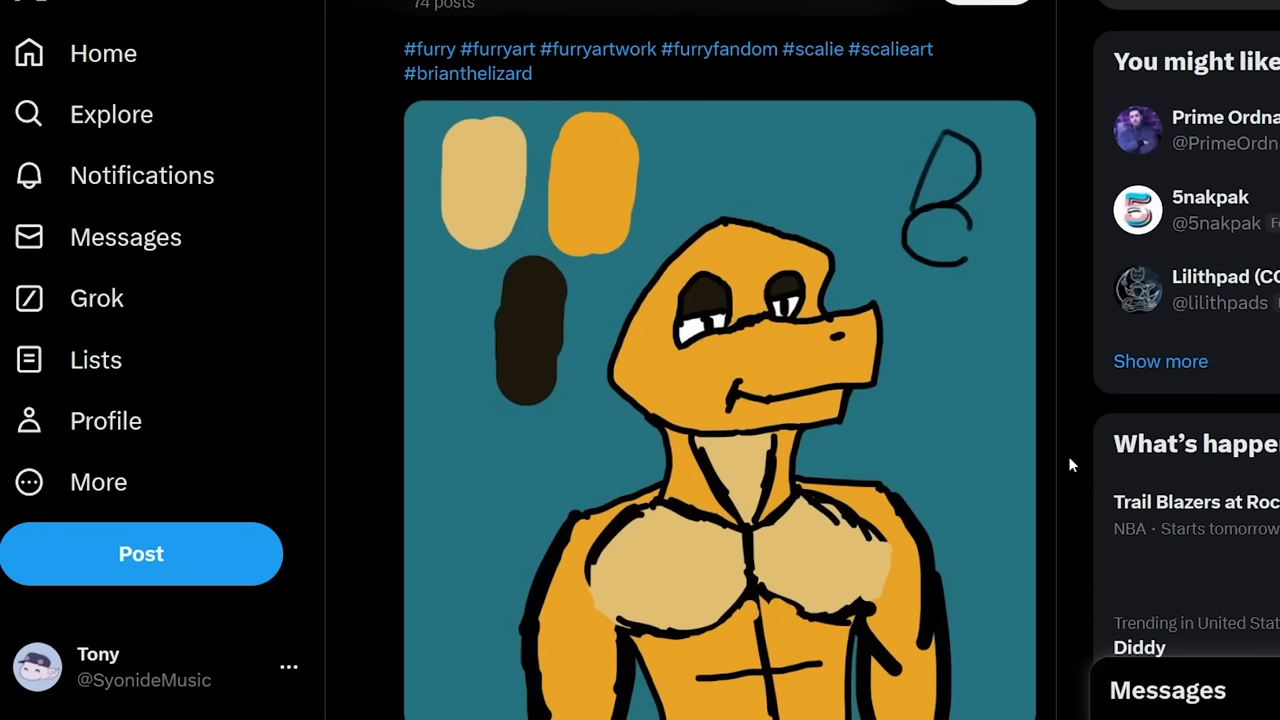 74 posts
Home
Explore
Notifications
Messages
Grok
Lists
Profile
More
Post
Tony
@SyonideMusic
#furry #furryart #furryartwork #furryfandom #scalie #scalieart
#brianthelizard
B
C
You might like
Prime Ordna
@PrimeOrdn
5nakpak
@5nakpak
Lilithpad (CO
@lilithpads
Show more
What's happe
Trail Blazers at Roc
NBA · Starts tomorrow
Trending in United Stat
Diddy
Messages